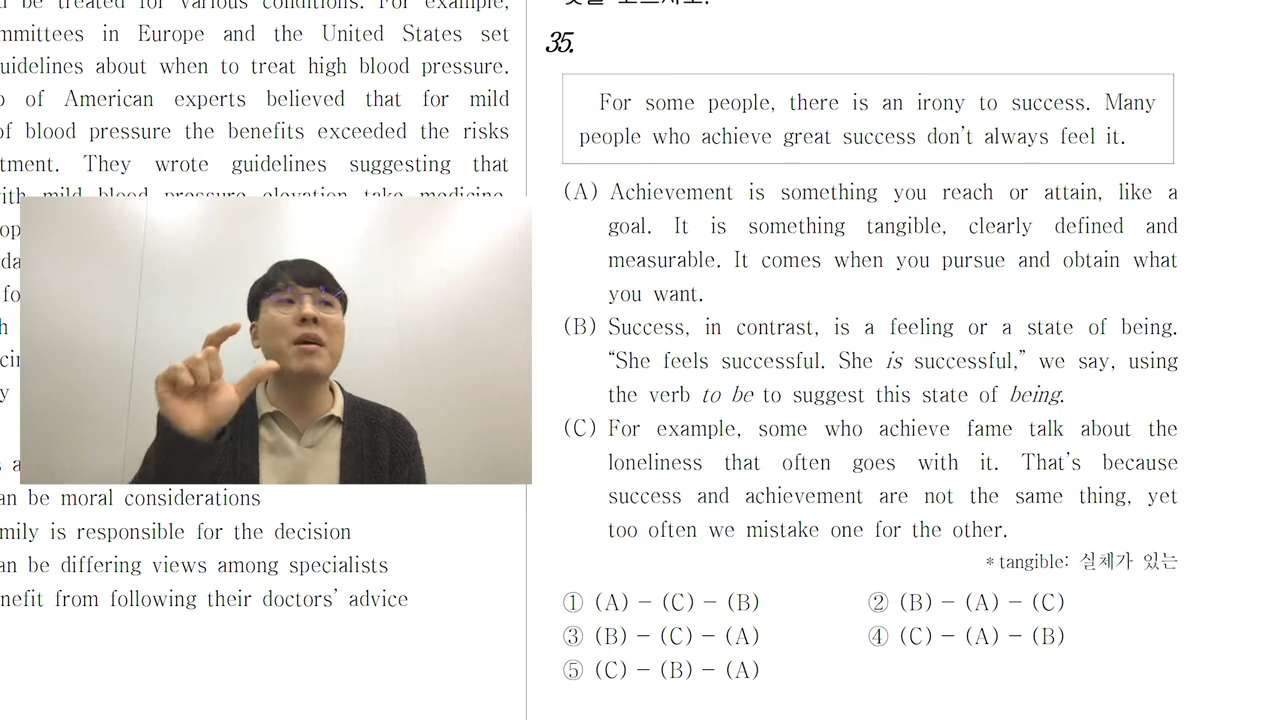 be treated for various conditions. For example,
mmittees in Europe and the United States set
uidelines about when to treat high blood pressure.
of American experts believed that for mild
of blood pressure the benefits exceeded the risks
tment. They wrote guidelines suggesting that
ith mild blood pressure elevation take medicine.
an be moral considerations
mily is responsible for the decision
an be differing views among specialists
nefit from following their doctors' advice
35.
For some people, there is an irony to success. Many
people who achieve great success don't always feel it.
(A) Achievement is something you reach or attain, like a
goal. It is something tangible, clearly defined and
measurable. It comes when you pursue and obtain what
you want.
(B) Success, in contrast, is a feeling or a state of being.
“She feels successful. She is successful,” we say, using
the verb to be to suggest this state of being.
(C) For example, some who achieve fame talk about the
loneliness that often goes with it. That's because
success and achievement are not the same thing, yet
too often we mistake one for the other.
* tangible: 실체가 있는
① (A) － (C) － (B) ② (B) － (A) － (C)
③ (B) － (C) － (A) ④ (C) － (A) － (B)
⑤ (C) － (B) － (A)